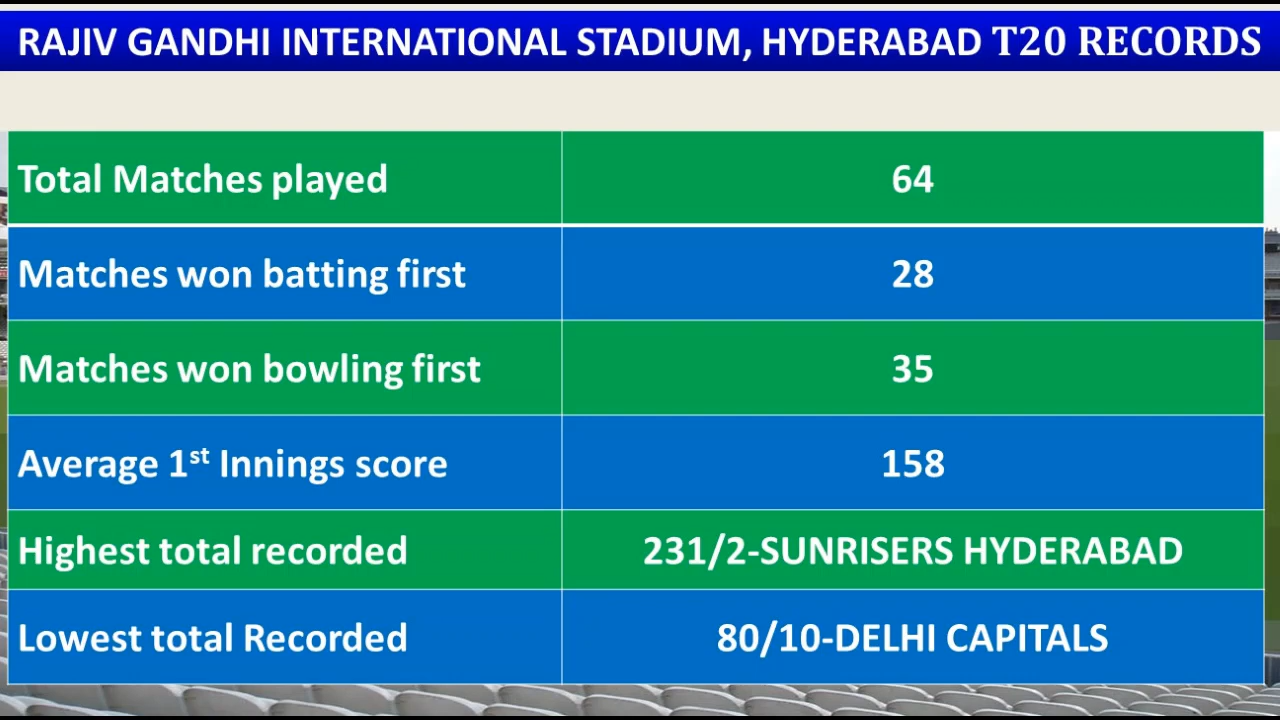 RAJIV GANDHI INTERNATIONAL STADIUM, HYDERABAD T20 RECORDS
Total Matches played 64
Matches won batting first 28
Matches won bowling first 35
Average 1st Innings score 158
Highest total recorded 231/2-SUNRISERS HYDERABAD
Lowest total Recorded 80/10-DELHI CAPITALS